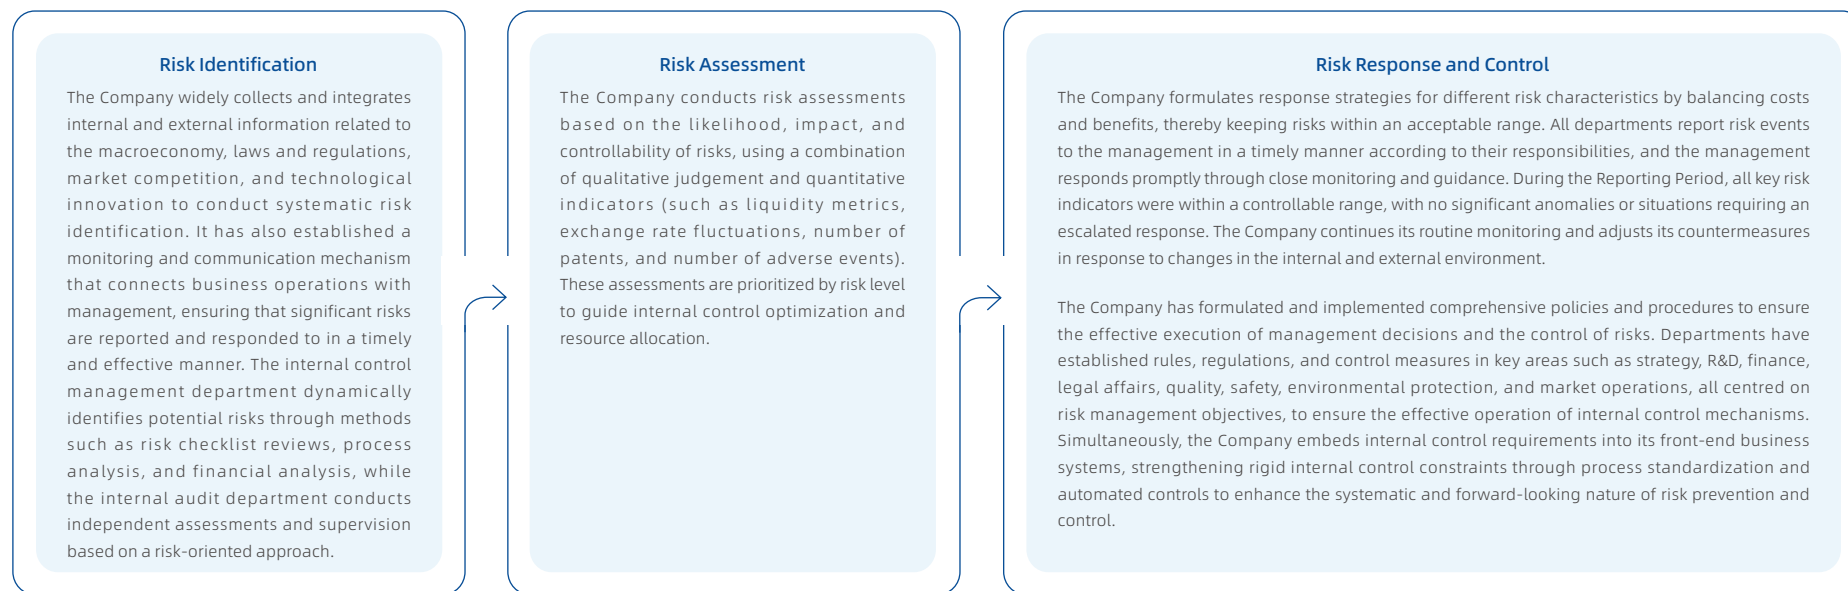 Risk Identification
The Company widely collects and integrates
internal and external information related to
the macroeconomy, laws and regulations,
market competition, and technological
innovation to conduct systematic risk
identification. It has also established a
monitoring and communication mechanism
that connects business operations with
management, ensuring that significant risks
are reported and responded to in a timely
and effective manner. The internal control
management department dynamically
identifies potential risks through methods
such as risk checklist reviews, process
analysis, and financial analysis, while
the internal audit department conducts
independent assessments and supervision
based on a risk-oriented approach.
Risk Assessment
The Company conducts risk assessments
based on the likelihood, impact, and
controllability of risks, using a combination
of qualitative judgement and quantitative
indicators (such as liquidity metrics,
exchange rate fluctuations, number of
patents, and number of adverse events).
These assessments are prioritized by risk level
to guide internal control optimization and
resource allocation.
Risk Response and Control
The Company formulates response strategies for different risk characteristics by balancing costs
and benefits, thereby keeping risks within an acceptable range. All departments report risk events
to the management in a timely manner according to their responsibilities, and the management
responds promptly through close monitoring and guidance. During the Reporting Period, all key risk
indicators were within a controllable range, with no significant anomalies or situations requiring an
escalated response. The Company continues its routine monitoring and adjusts its countermeasures
in response to changes in the internal and external environment.
The Company has formulated and implemented comprehensive policies and procedures to ensure
the effective execution of management decisions and the control of risks. Departments have
established rules, regulations, and control measures in key areas such as strategy, R&D, finance,
legal affairs, quality, safety, environmental protection, and market operations, all centred on
risk management objectives, to ensure the effective operation of internal control mechanisms.
Simultaneously, the Company embeds internal control requirements into its front-end business
systems, strengthening rigid internal control constraints through process standardization and
automated controls to enhance the systematic and forward-looking nature of risk prevention and
control.